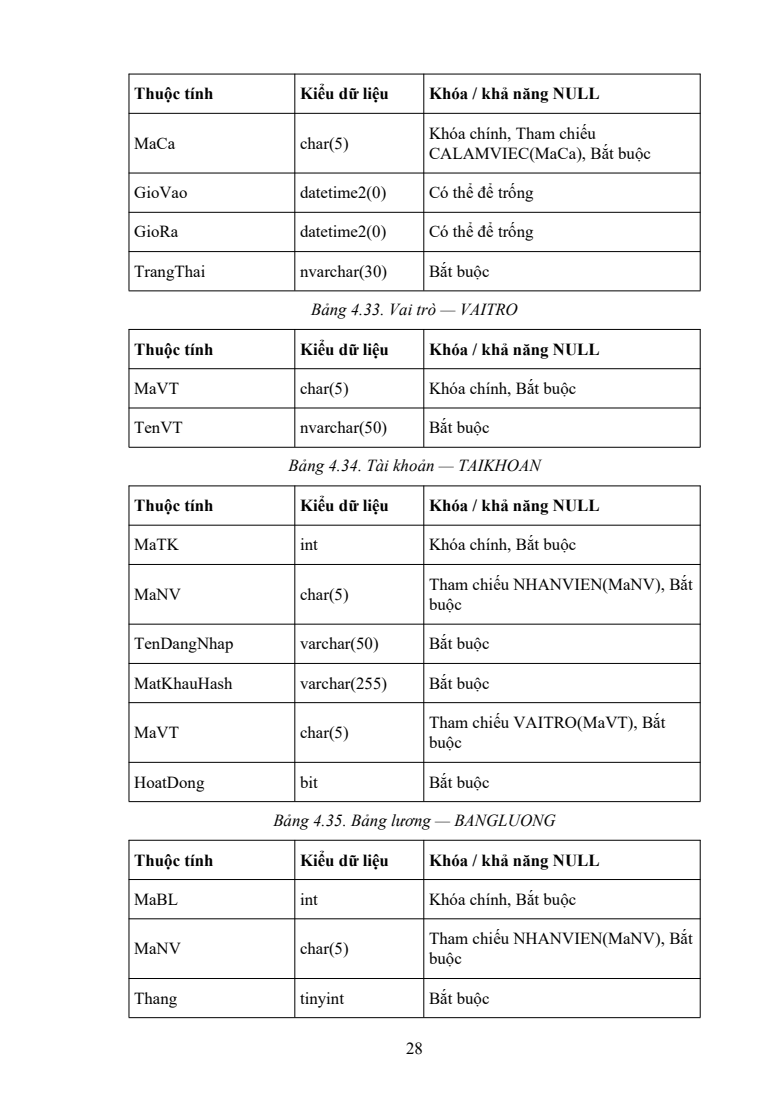 Thuộc tính Kiểu dữ liệu Khóa / khả năng NULL
MaCa char(5) Khóa chính, Tham chiếu
CALAMVIEC(MaCa), Bắt buộc
GioVao datetime2(0) Có thể để trống
GioRa datetime2(0) Có thể để trống
TrangThai nvarchar(30) Bắt buộc
Bảng 4.33. Vai trò — VAITRO
Thuộc tính Kiểu dữ liệu Khóa / khả năng NULL
MaVT char(5) Khóa chính, Bắt buộc
TenVT nvarchar(50) Bắt buộc
Bảng 4.34. Tài khoản — TAIKHOAN
Thuộc tính Kiểu dữ liệu Khóa / khả năng NULL
MaTK int Khóa chính, Bắt buộc
MaNV char(5) Tham chiếu NHANVIEN(MaNV), Bắt
buộc
TenDangNhap varchar(50) Bắt buộc
MatKhauHash varchar(255) Bắt buộc
MaVT char(5) Tham chiếu VAITRO(MaVT), Bắt
buộc
HoatDong bit Bắt buộc
Bảng 4.35. Bảng lương — BANGLUONG
Thuộc tính Kiểu dữ liệu Khóa / khả năng NULL
MaBL int Khóa chính, Bắt buộc
MaNV char(5) Tham chiếu NHANVIEN(MaNV), Bắt
buộc
Thang tinyint Bắt buộc
28